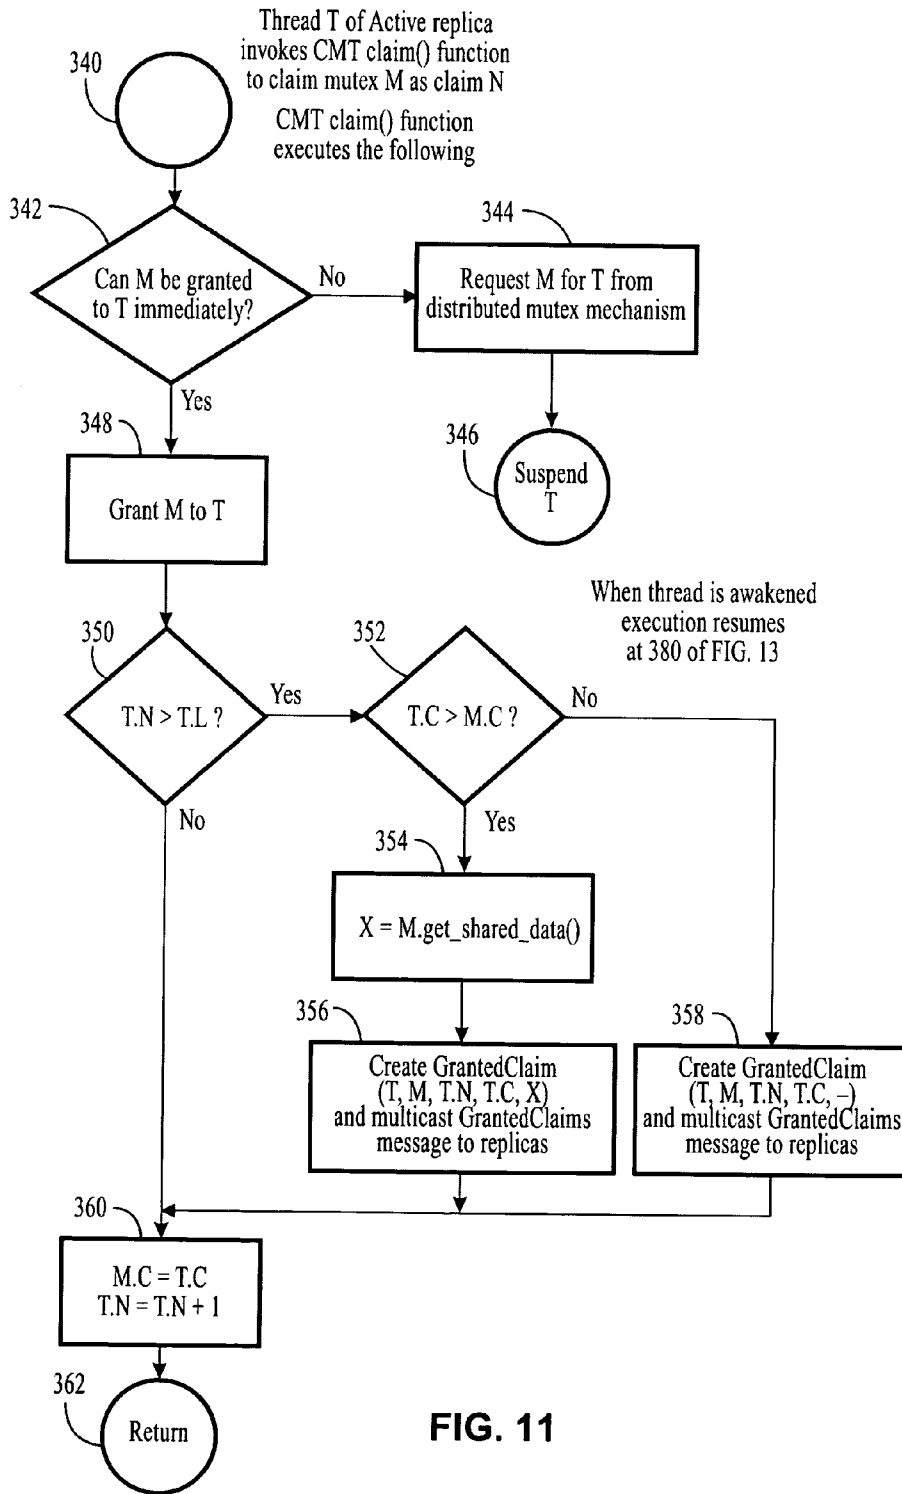 Thread T of Active replica
invokes CMT claim() function
to claim mutex M as claim N
CMT claim() function
executes the following
340
342
Can M be granted
to T immediately?
No
344
Request M for T from
distributed mutex mechanism
Yes
346
Suspend
T
348
Grant M to T
When thread is awakened
execution resumes
at 380 of FIG. 13
350
T.N > T.L ?
Yes
352
T.C > M.C ?
No
No
Yes
354
X = M.get_shared_data()
356
Create GrantedClaim
(T, M, T.N, T.C, X)
and multicast GrantedClaims
message to replicas
358
Create GrantedClaim
(T, M, T.N, T.C, –)
and multicast GrantedClaims
message to replicas
360
M.C = T.C
T.N = T.N + 1
362
Return
FIG. 11